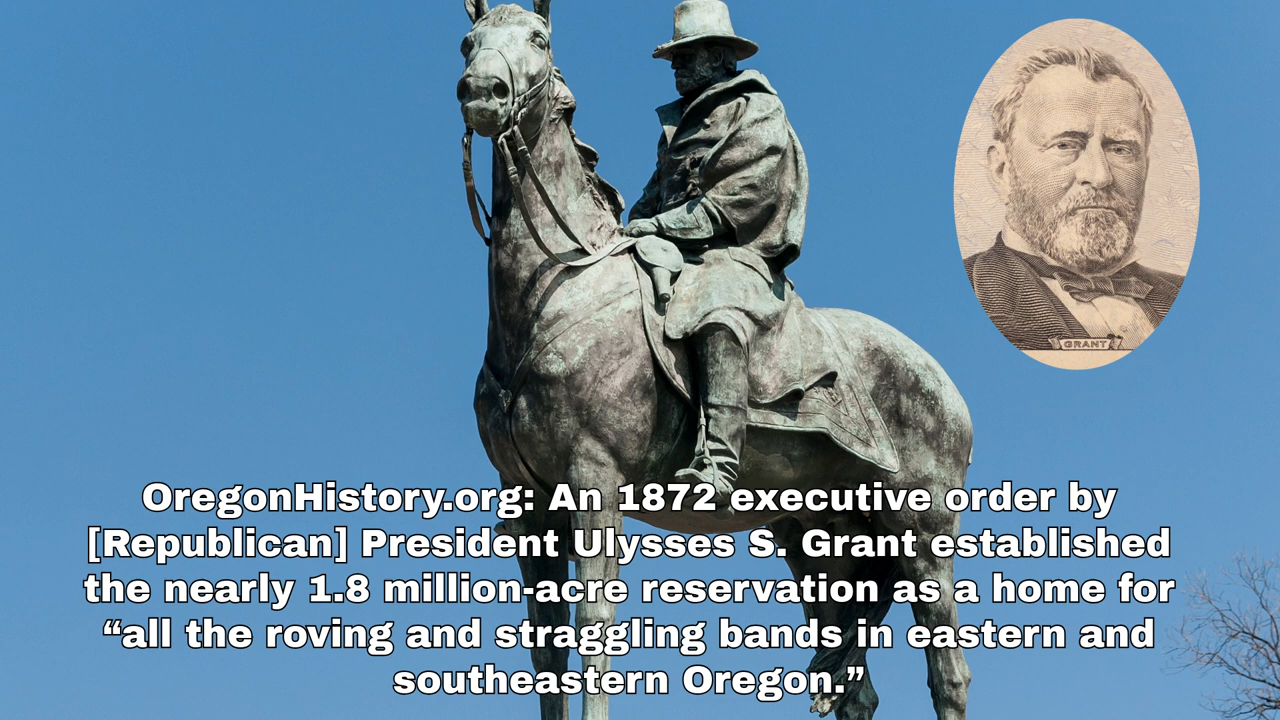 GRANT
OregonHistory.org: An 1872 executive order by
[Republican] President Ulysses S. Grant established
the nearly 1.8 million-acre reservation as a home for
“all the roving and straggling bands in eastern and
southeastern Oregon.”